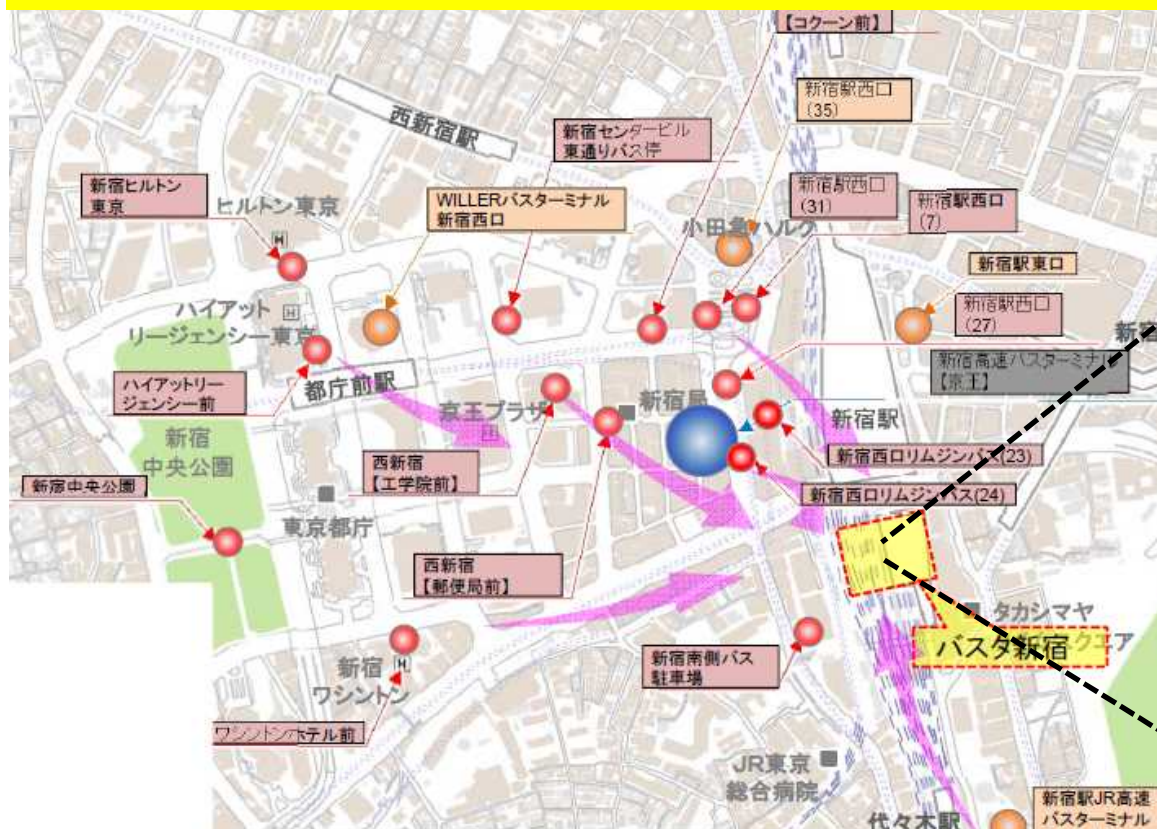 【コクーン前】
新宿駅西口
(35)
西新宿駅
新宿センタービル
東通りバス停
新宿ヒルトン
東京
ヒルトン東京
WILLERバスターミナル
新宿西口
新宿駅西口
(31)
新宿駅西口
(7)
小田急ハルク
新宿駅東口
ハイアット
リージェンシー東京
新宿駅西口
(27)
新宿
新宿高速バスターミナル
【京王】
ハイアットリー
ジェンシー前
都庁前駅
京王プラザ
新宿局
新宿駅
新宿
中央公園
西新宿
【工学院前】
新宿西口リムジンバス(23)
新宿中央公園
新宿西口リムジンバス(24)
東京都庁
西新宿
【郵便局前】
タカシマヤ
クエア
バスタ新宿
新宿
ワシントン
新宿南側バス
駐車場
ワシントンホテル前
JR東京
総合病院
代々木駅
新宿駅JR高速
バスターミナル